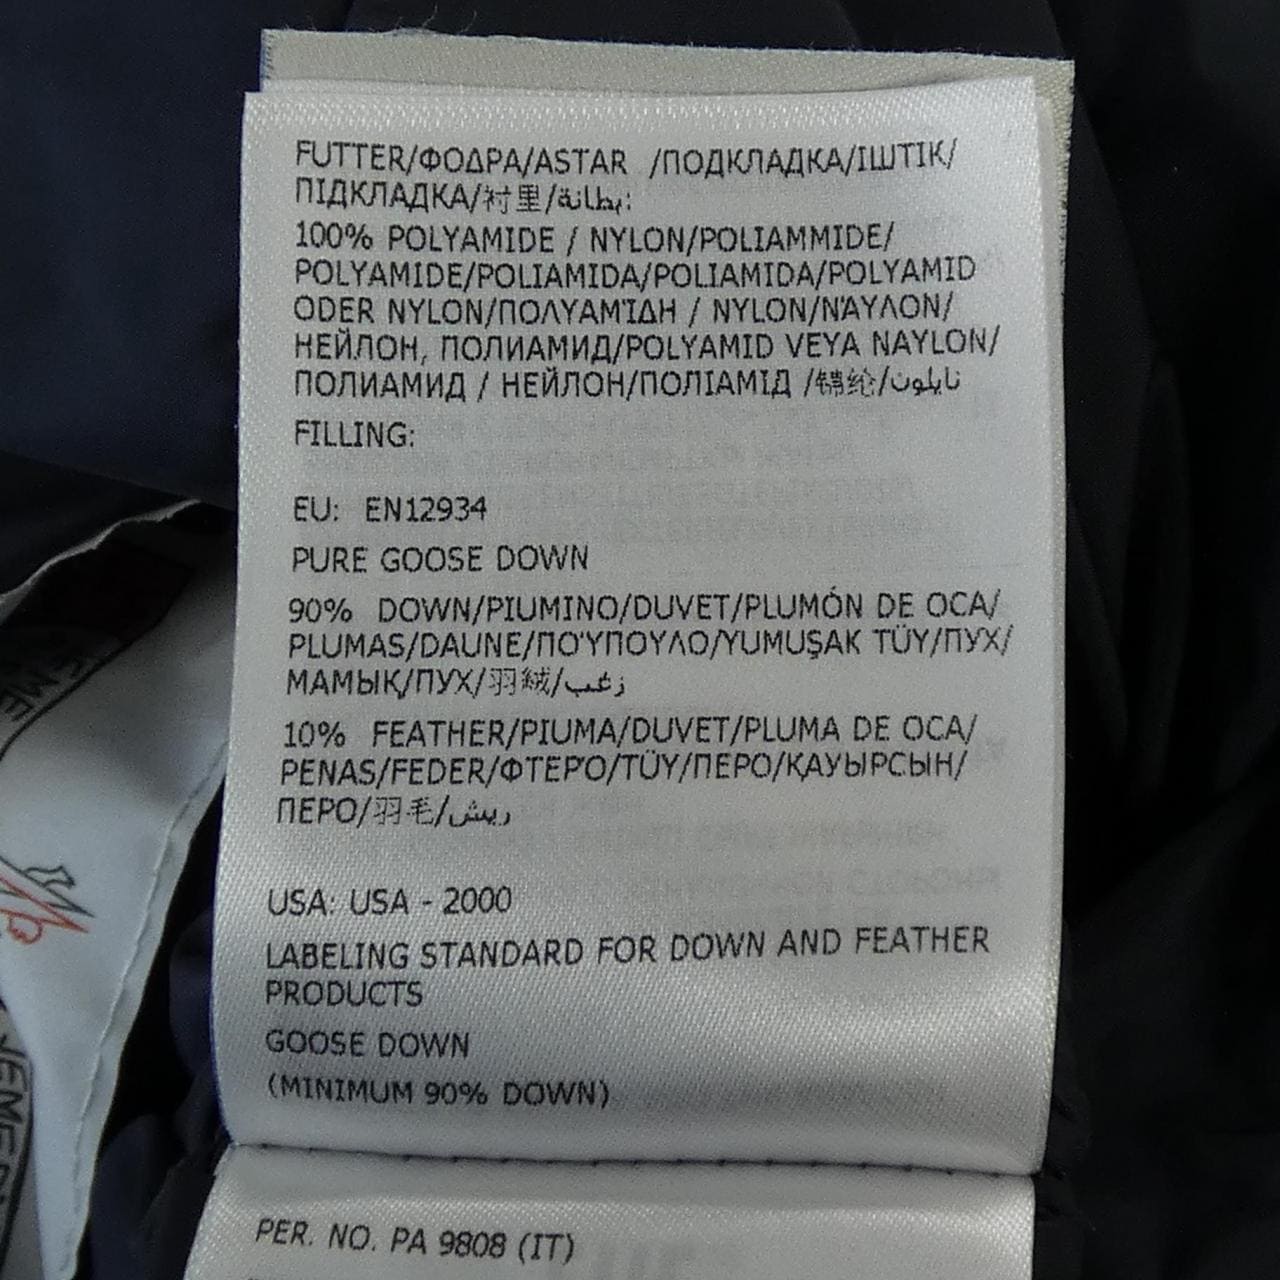 FUTTER/ΦΟΔΡΑ/ASTAR /ПОДКЛАДКА/ІШТІК/
ПІДКЛАДКА/衬里/بطانة:
100% POLYAMIDE / NYLON/POLIAMMIDE/
POLYAMIDE/POLIAMIDA/POLIAMIDA/POLYAMID
ODER NYLON/ΠΟΛΥΑΜΊΔΗ / NYLON/ΝΆΥΛΟΝ/
НЕЙЛОН, ПОЛИАМИД/POLYAMID VEYA NAYLON/
ПОЛИАМИД / НЕЙЛОН/ПОЛІАМІД /锦纶/نايلون
FILLING:
EU: EN12934
PURE GOOSE DOWN
90% DOWN/PIUMINO/DUVET/PLUMÓN DE OCA/
PLUMAS/DAUNE/ΠΟΎΠΟΥΛΟ/YUMUŞAK TÜY/ПУХ/
МАМЫҚ/ПУХ/羽絨/زغب
10% FEATHER/PIUMA/DUVET/PLUMA DE OCA/
PENAS/FEDER/ΦΤΕΡΌ/TÜY/ПЕРО/ҚАУЫРСЫН/
ПЕРО/羽毛/ريش
USA: USA - 2000
LABELING STANDARD FOR DOWN AND FEATHER
PRODUCTS
GOOSE DOWN
(MINIMUM 90% DOWN)
PER. NO. PA 9808 (IT)